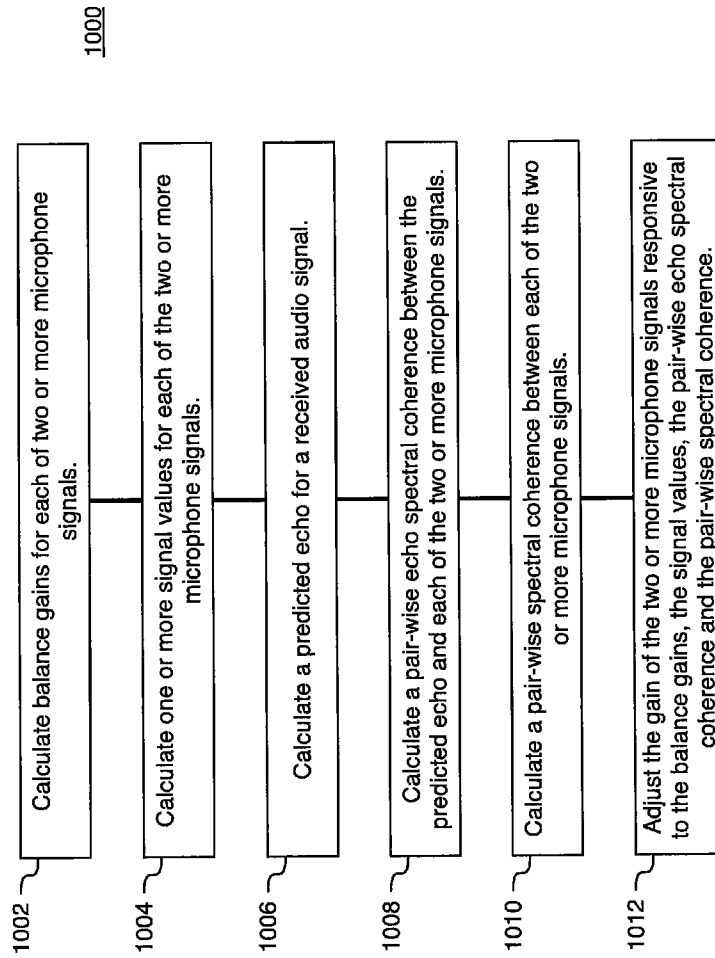 1000
1002
Calculate balance gains for each of two or more microphone
signals.
1004
Calculate one or more signal values for each of the two or more
microphone signals.
1006
Calculate a predicted echo for a received audio signal.
1008
Calculate a pair-wise echo spectral coherence between the
predicted echo and each of the two or more microphone signals.
1010
Calculate a pair-wise spectral coherence between each of the two
or more microphone signals.
1012
Adjust the gain of the two or more microphone signals responsive
to the balance gains, the signal values, the pair-wise echo spectral
coherence and the pair-wise spectral coherence.